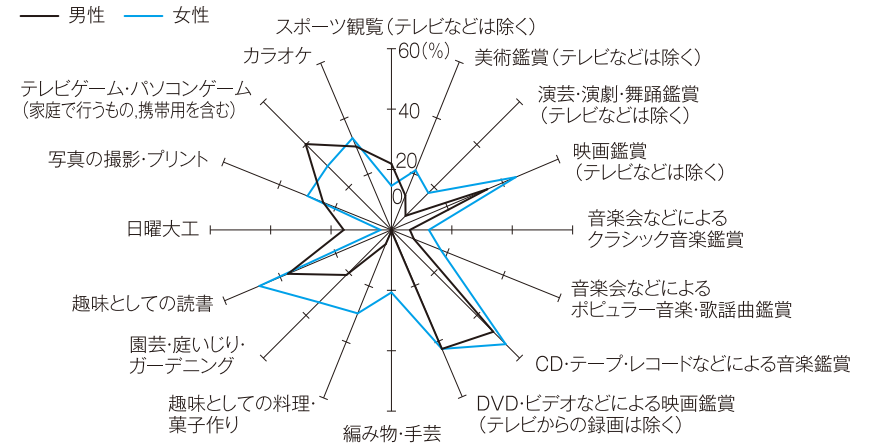 男性 女性
スポーツ観覧(テレビなどは除く)
60(%)
40
20
0
美術鑑賞(テレビなどは除く)
演芸・演劇・舞踊鑑賞
(テレビなどは除く)
映画鑑賞
(テレビなどは除く)
音楽会などによる
クラシック音楽鑑賞
音楽会などによる
ポピュラー音楽・歌謡曲鑑賞
CD・テープ・レコードなどによる音楽鑑賞
DVD・ビデオなどによる映画鑑賞
(テレビからの録画は除く)
編み物・手芸
趣味としての料理・
菓子作り
園芸・庭いじり・
ガーデニング
趣味としての読書
日曜大工
写真の撮影・プリント
テレビゲーム・パソコンゲーム
(家庭で行うもの,携帯用を含む)
カラオケ